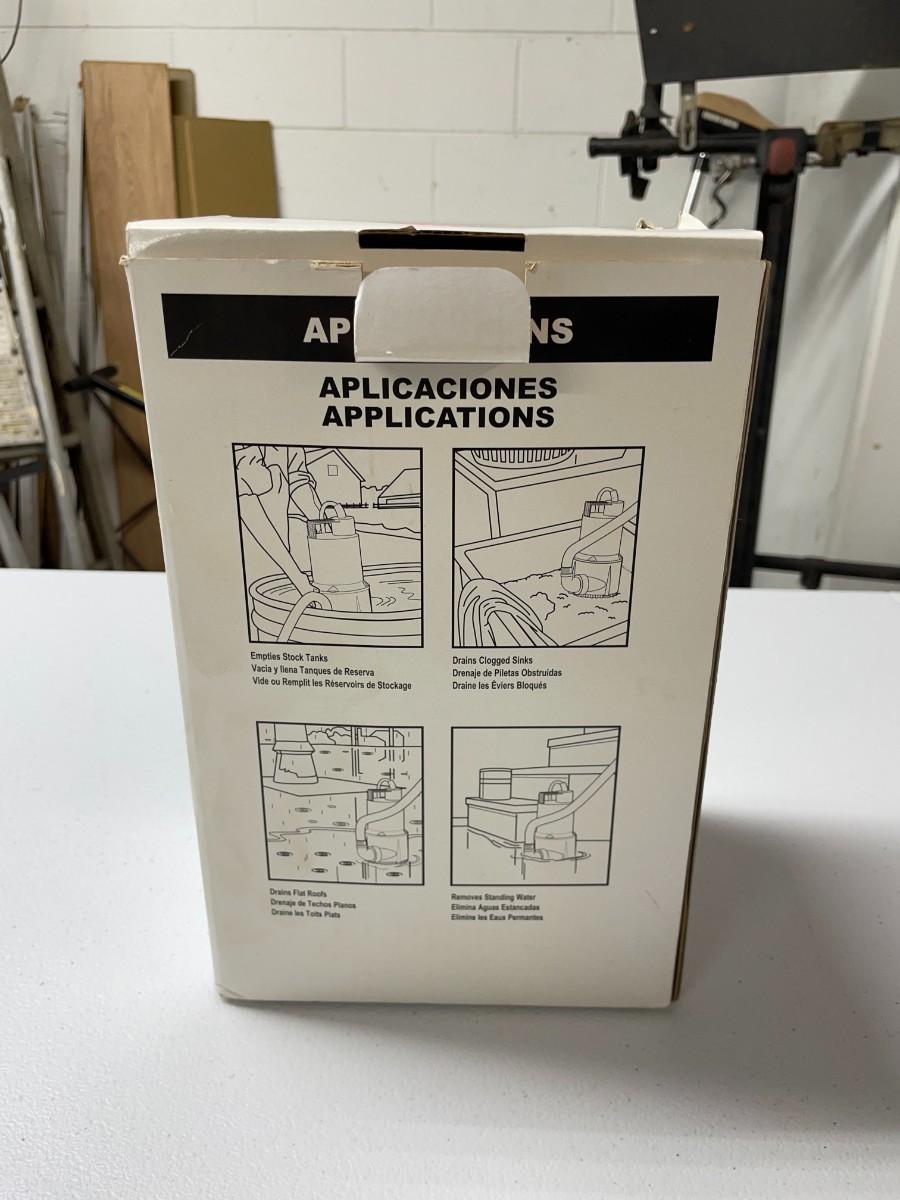 AP NS
APLICACIONES
APPLICATIONS
Empties Stock Tanks
Vacia y llena Tanques de Reserva
Vide ou Remplit les Réservoirs de Stockage
Drains Clogged Sinks
Drenaje de Piletas Obstruídas
Draine les Éviers Bloqués
Drains Flat Roofs
Drenaje de Techos Planos
Draine les Toits Plats
Removes Standing Water
Elimina Aguas Estancadas
Elimine les Eaux Permantes